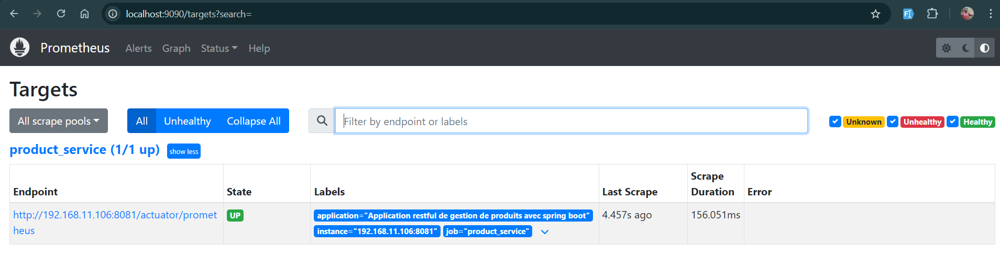 localhost:9090/targets?search=
Prometheus Alerts Graph Status Help
Targets
All scrape pools All Unhealthy Collapse All Filter by endpoint or labels Unknown Unhealthy Healthy
product_service (1/1 up) show less
Endpoint State Labels Last Scrape Scrape Duration Error
http://192.168.11.106:8081/actuator/promet
heus
UP
application="Application restful de gestion de produits avec spring boot"
instance="192.168.11.106:8081" job="product_service"
4.457s ago
156.051ms